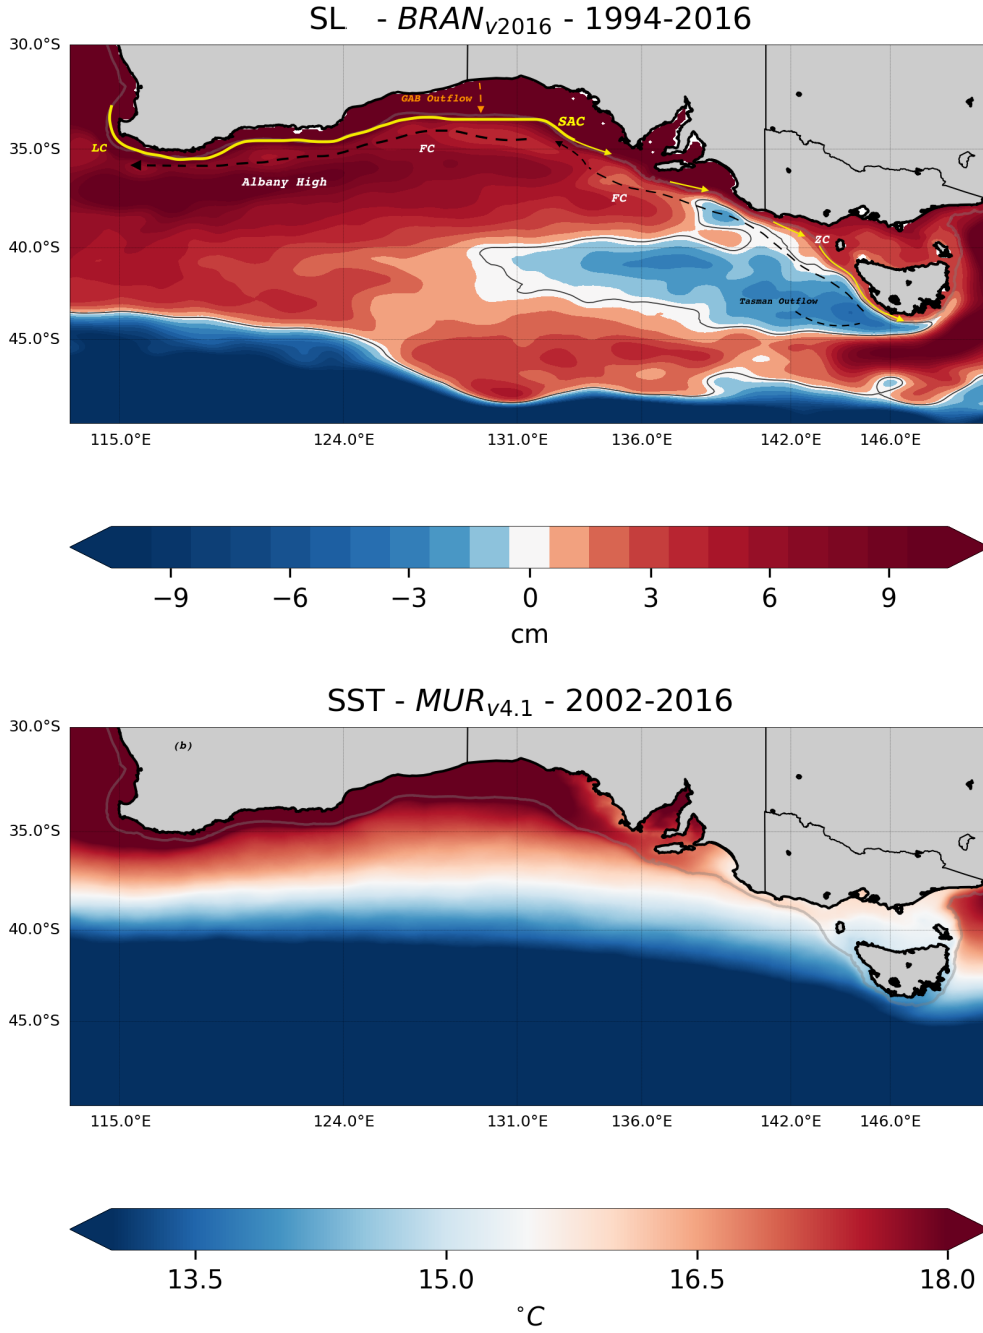 SL - BRANv2016 - 1994-2016
30.0°S
GAB Outflow
SAC
35.0°S
LC
FC
Albany High
FC
40.0°S
ZC
Tasman Outflow
45.0°S
115.0°E 124.0°E 131.0°E 136.0°E 142.0°E 146.0°E
−9 −6 −3 0 3 6 9
cm
SST - MURv4.1 - 2002-2016
30.0°S
(b)
35.0°S
40.0°S
45.0°S
115.0°E 124.0°E 131.0°E 136.0°E 142.0°E 146.0°E
13.5 15.0 16.5 18.0
°C